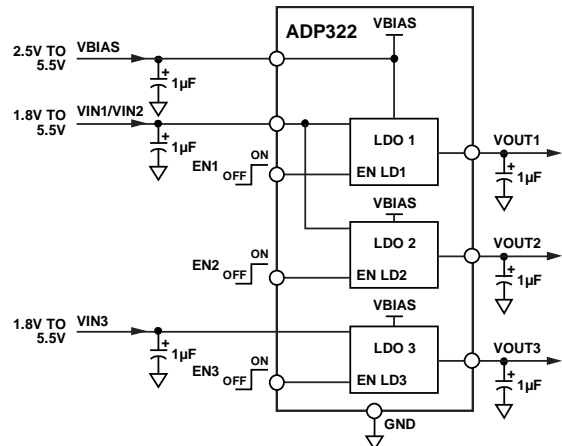 ADP322
VBIAS
2.5V TO
5.5V
VBIAS
+
1µF
1.8V TO
5.5V
VIN1/VIN2
+
1µF
LDO 1
EN LD1
VOUT1
+
1µF
EN1
ON
OFF
VBIAS
LDO 2
EN LD2
VOUT2
+
1µF
EN2
ON
OFF
VBIAS
1.8V TO
5.5V
VIN3
+
1µF
LDO 3
EN LD3
VOUT3
+
1µF
EN3
ON
OFF
GND